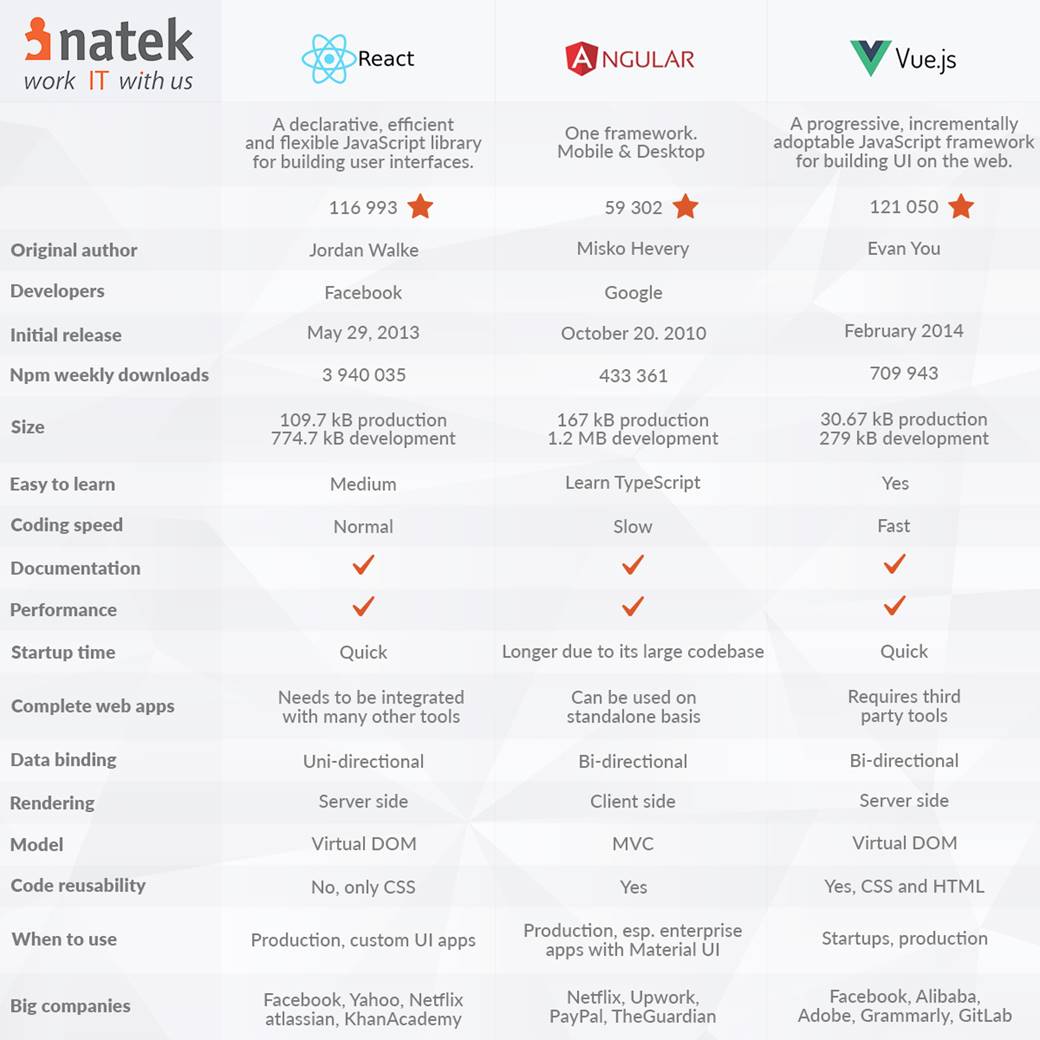 natek
work IT with us
React
ANGULAR
Vue.js
A declarative, efficient
and flexible JavaScript library
for building user interfaces.
One framework.
Mobile & Desktop
A progressive, incrementally
adoptable JavaScript framework
for building UI on the web.
116 993
59 302
121 050
Original author
Jordan Walke
Misko Hevery
Evan You
Developers
Facebook
Google
Initial release
May 29, 2013
October 20. 2010
February 2014
Npm weekly downloads
3 940 035
433 361
709 943
Size
109.7 kB production
774.7 kB development
167 kB production
1.2 MB development
30.67 kB production
279 kB development
Easy to learn
Medium
Learn TypeScript
Yes
Coding speed
Normal
Slow
Fast
Documentation
Performance
Startup time
Quick
Longer due to its large codebase
Quick
Complete web apps
Needs to be integrated
with many other tools
Can be used on
standalone basis
Requires third
party tools
Data binding
Uni-directional
Bi-directional
Bi-directional
Rendering
Server side
Client side
Server side
Model
Virtual DOM
MVC
Virtual DOM
Code reusability
No, only CSS
Yes
Yes, CSS and HTML
When to use
Production, custom UI apps
Production, esp. enterprise
apps with Material UI
Startups, production
Big companies
Facebook, Yahoo, Netflix
atlassian, KhanAcademy
Netflix, Upwork,
PayPal, TheGuardian
Facebook, Alibaba,
Adobe, Grammarly, GitLab